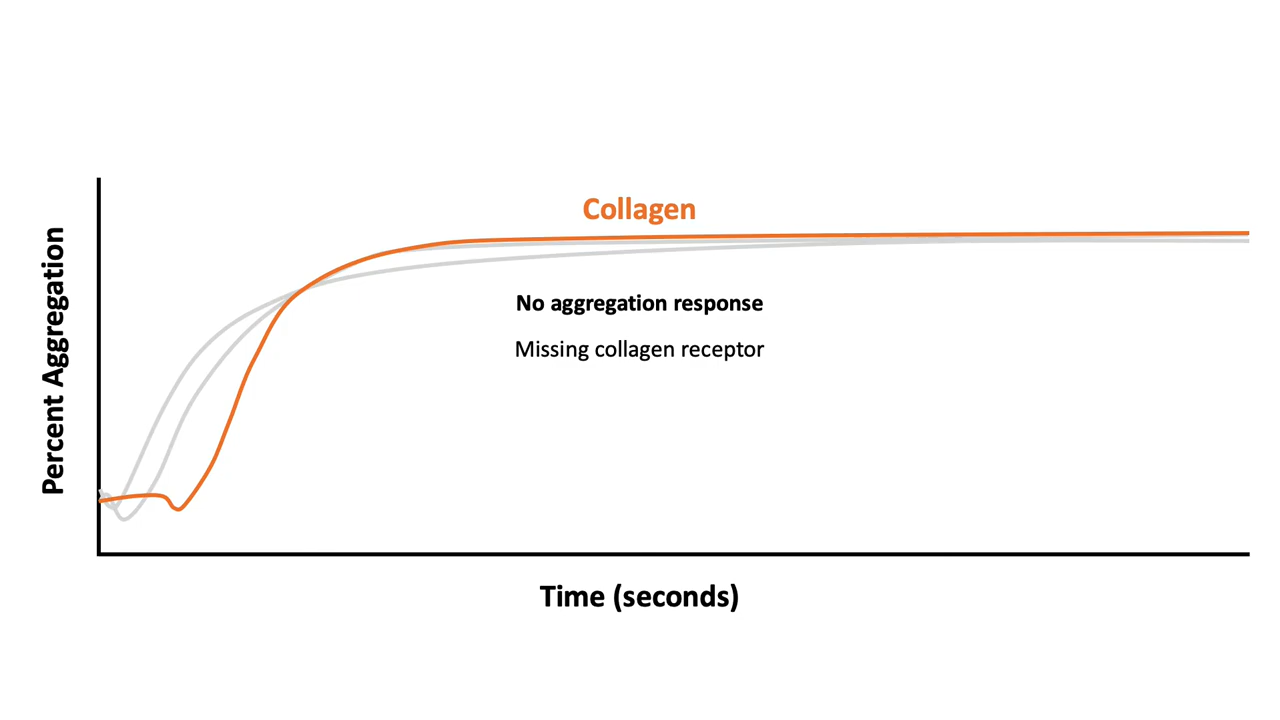 Collagen
No aggregation response
Missing collagen receptor
Percent Aggregation
Time (seconds)